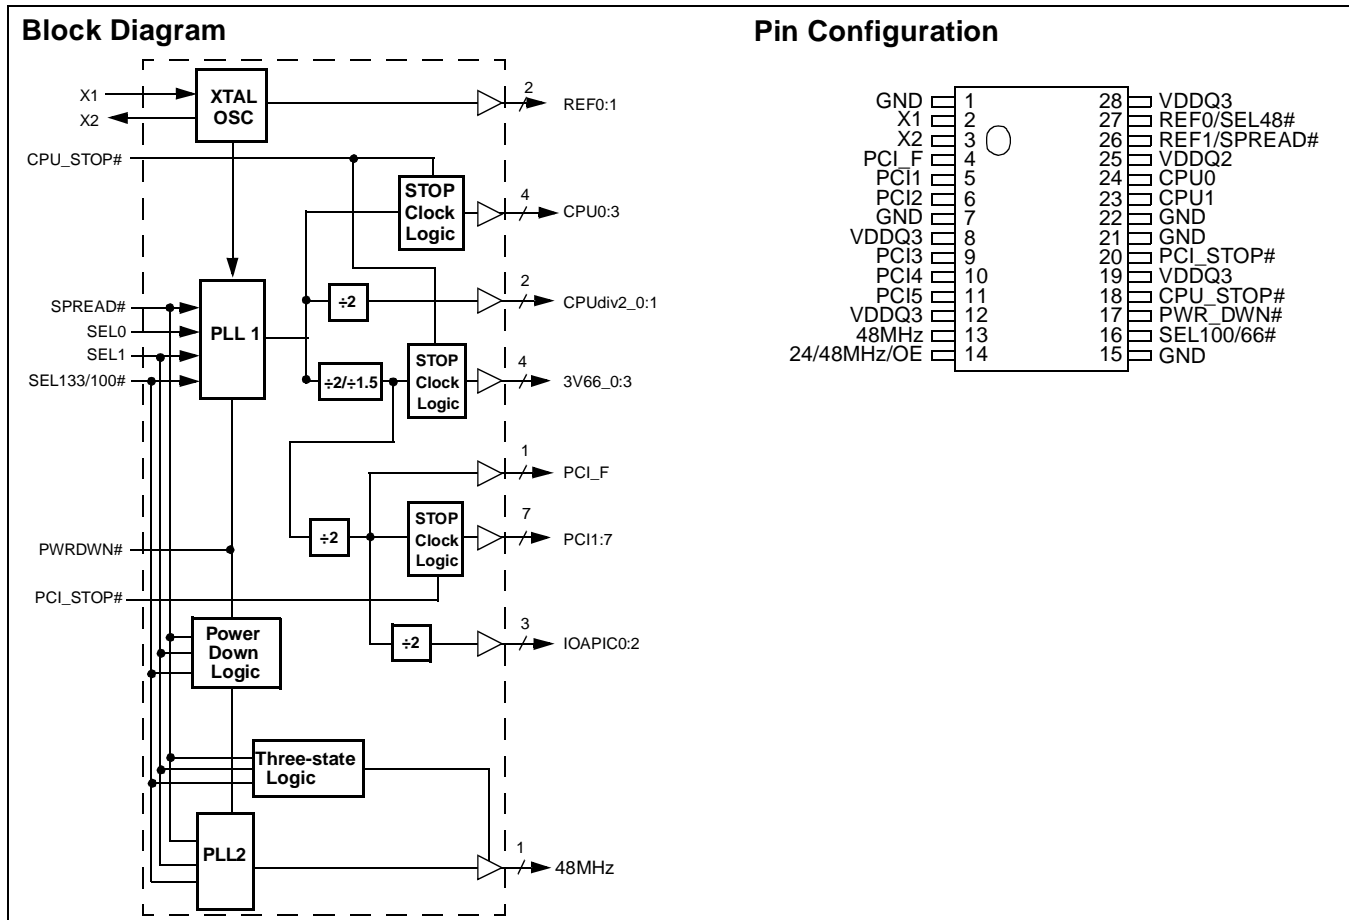 Block Diagram
X1
X2
XTAL
OSC
2
REF0:1
CPU_STOP#
STOP
Clock
Logic
4
CPU0:3
SPREAD#
SEL0
SEL1
SEL133/100#
PLL 1
÷2
2
CPUdiv2_0:1
÷2/÷1.5
STOP
Clock
Logic
4
3V66_0:3
1
PCI_F
÷2
STOP
Clock
Logic
7
PCI1:7
PWRDWN#
PCI_STOP#
Power
Down
Logic
÷2
3
IOAPIC0:2
Three-state
Logic
PLL2
1
48MHz
Pin Configuration
GND 1 28 VDDQ3
X1 2 27 REF0/SEL48#
X2 3 26 REF1/SPREAD#
PCI_F 4 25 VDDQ2
PCI1 5 24 CPU0
PCI2 6 23 CPU1
GND 7 22 GND
VDDQ3 8 21 GND
PCI3 9 20 PCI_STOP#
PCI4 10 19 VDDQ3
PCI5 11 18 CPU_STOP#
VDDQ3 12 17 PWR_DWN#
48MHz 13 16 SEL100/66#
24/48MHz/OE 14 15 GND